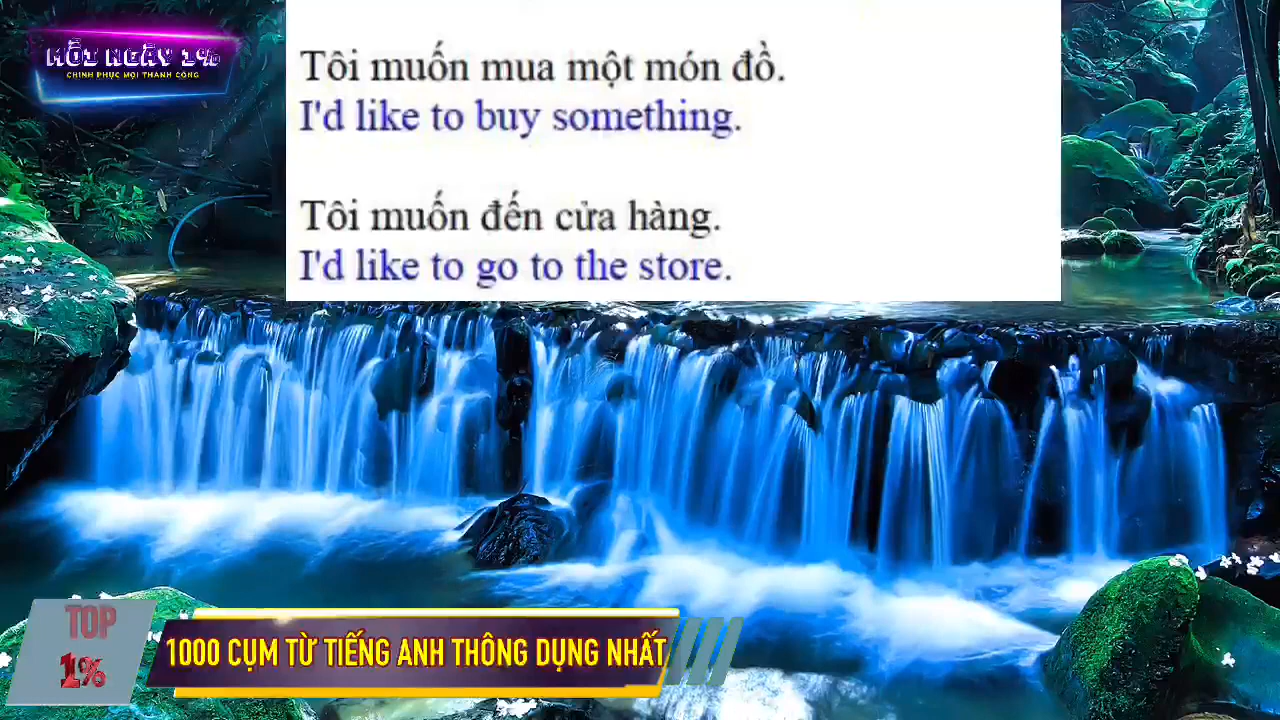 MỖI NGÀY 1%
CHINH PHỤC MỌI THÀNH CÔNG
Tôi muốn mua một món đồ.
I'd like to buy something.
Tôi muốn đến cửa hàng.
I'd like to go to the store.
TOP
1%
1000 CỤM TỪ TIẾNG ANH THÔNG DỤNG NHẤT